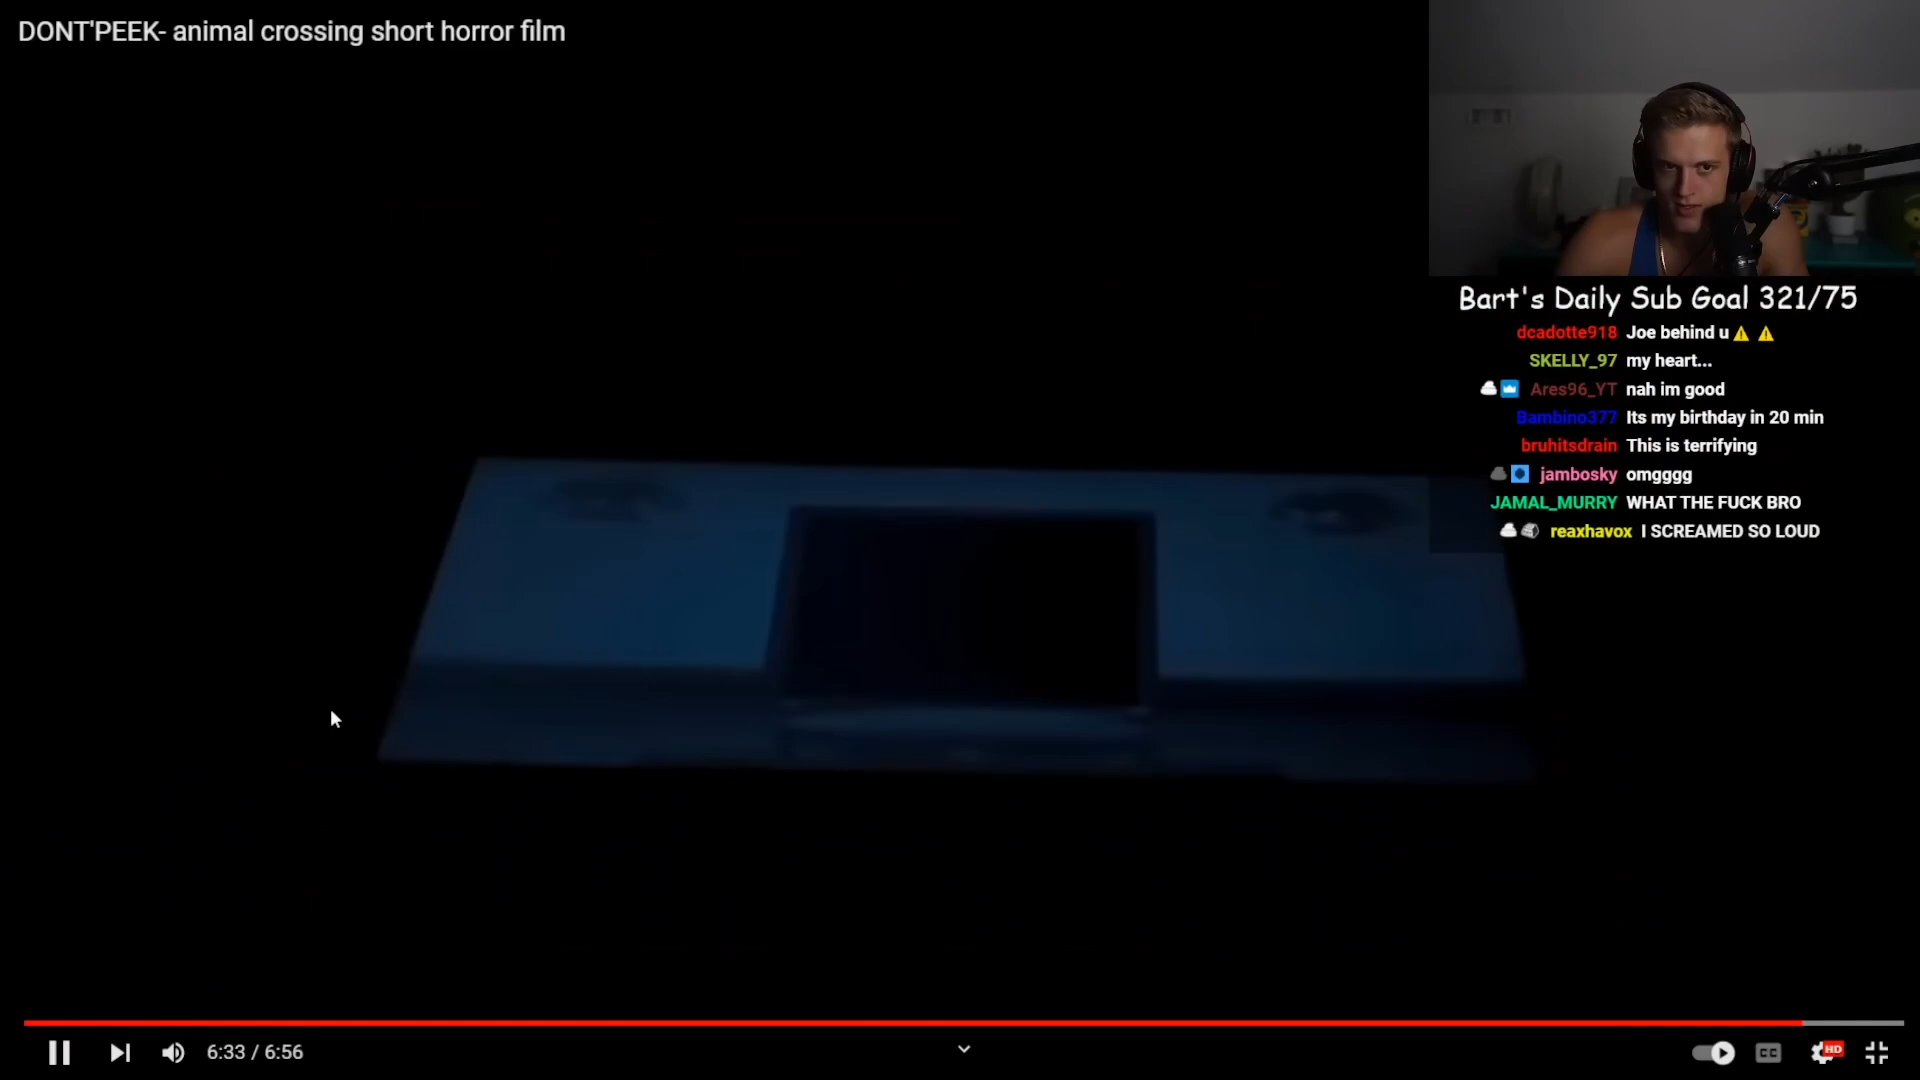 DONT'PEEK- animal crossing short horror film
Bart's Daily Sub Goal 321/75
dcadotte918 Joe behind u
SKELLY_97 my heart...
Ares96_YT nah im good
Bambino377 Its my birthday in 20 min
bruhitsdrain This is terrifying
jambosky omgggg
JAMAL_MURRY WHAT THE FUCK BRO
reaxhavox I SCREAMED SO LOUD
6:33 / 6:56
CC
HD